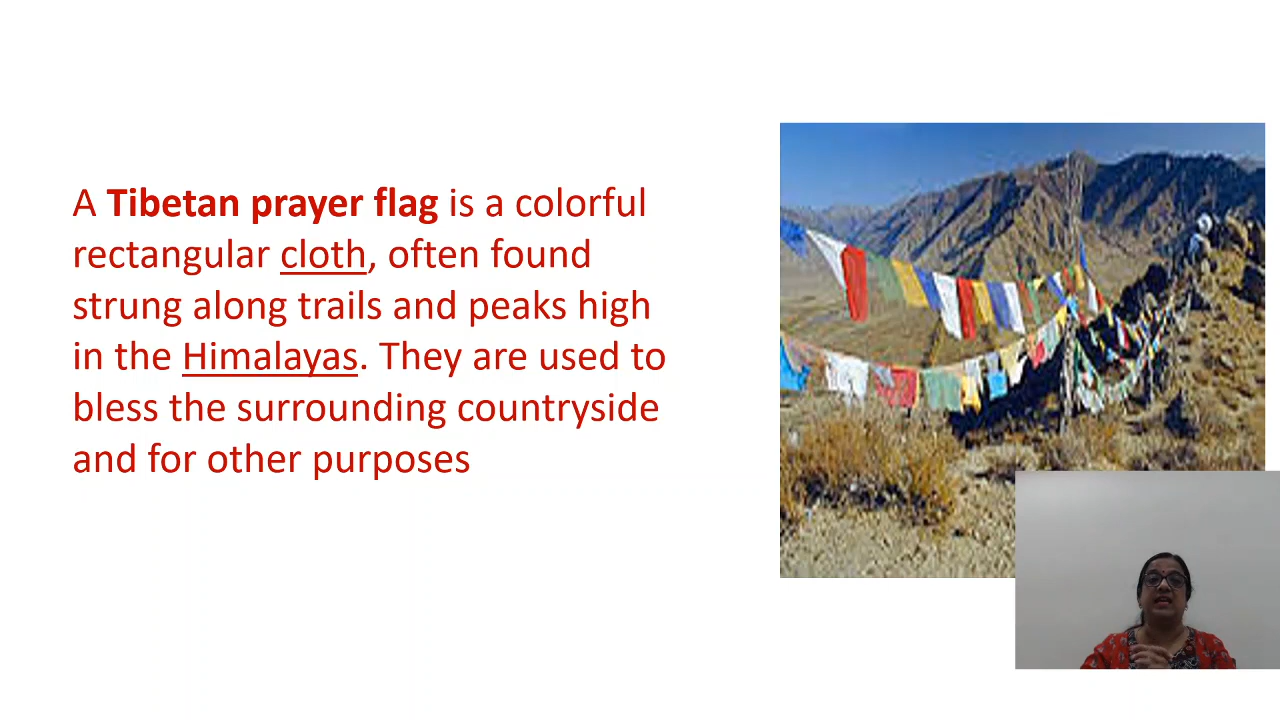 A Tibetan prayer flag is a colorful
rectangular cloth, often found
strung along trails and peaks high
in the Himalayas. They are used to
bless the surrounding countryside
and for other purposes